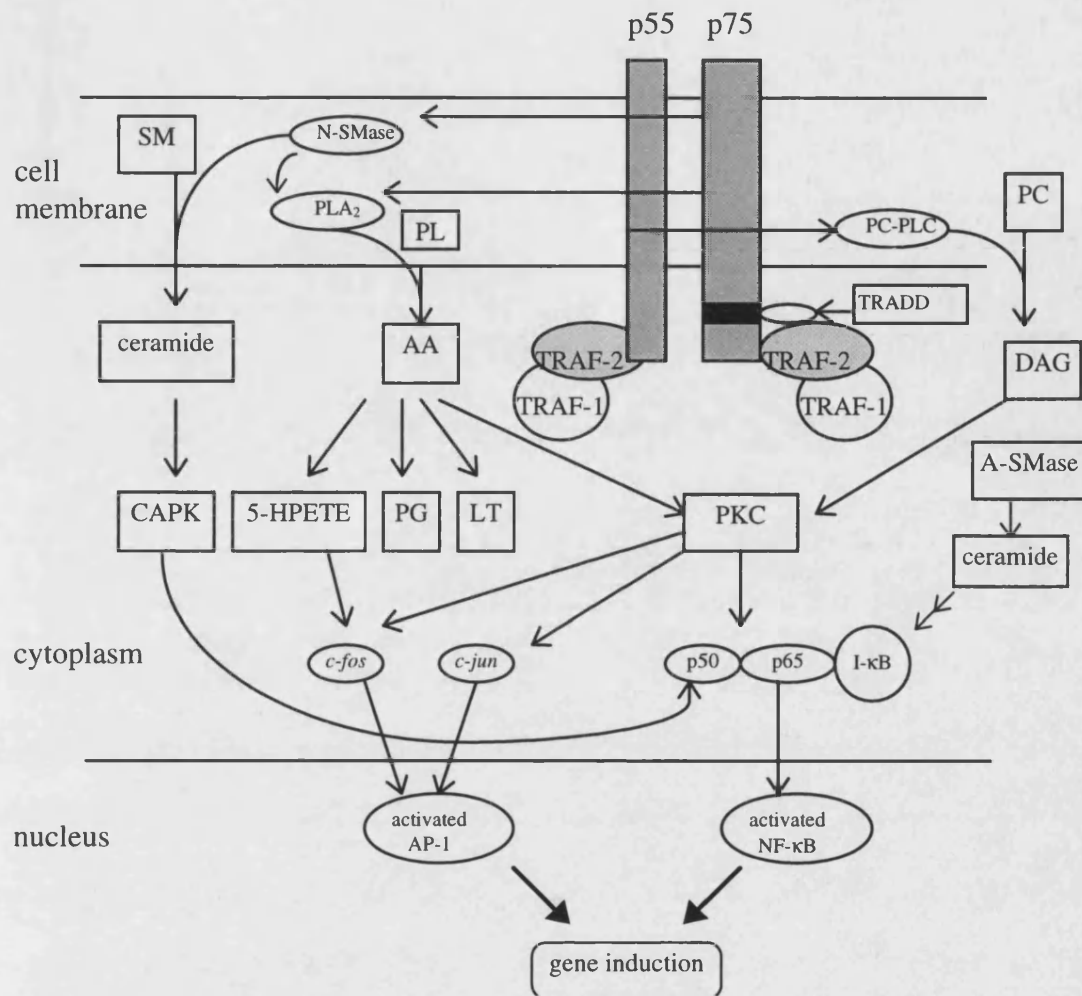 p55 p75
SM
N-SMase
cell
membrane
PLA₂
PL
PC-PLC
PC
TRADD
ceramide
AA
TRAF-2
TRAF-1
TRAF-2
TRAF-1
DAG
A-SMase
CAPK
5-HPETE
PG
LT
PKC
ceramide
cytoplasm
c-fos
c-jun
p50
p65
I-κB
nucleus
activated
AP-1
activated
NF-κB
gene induction